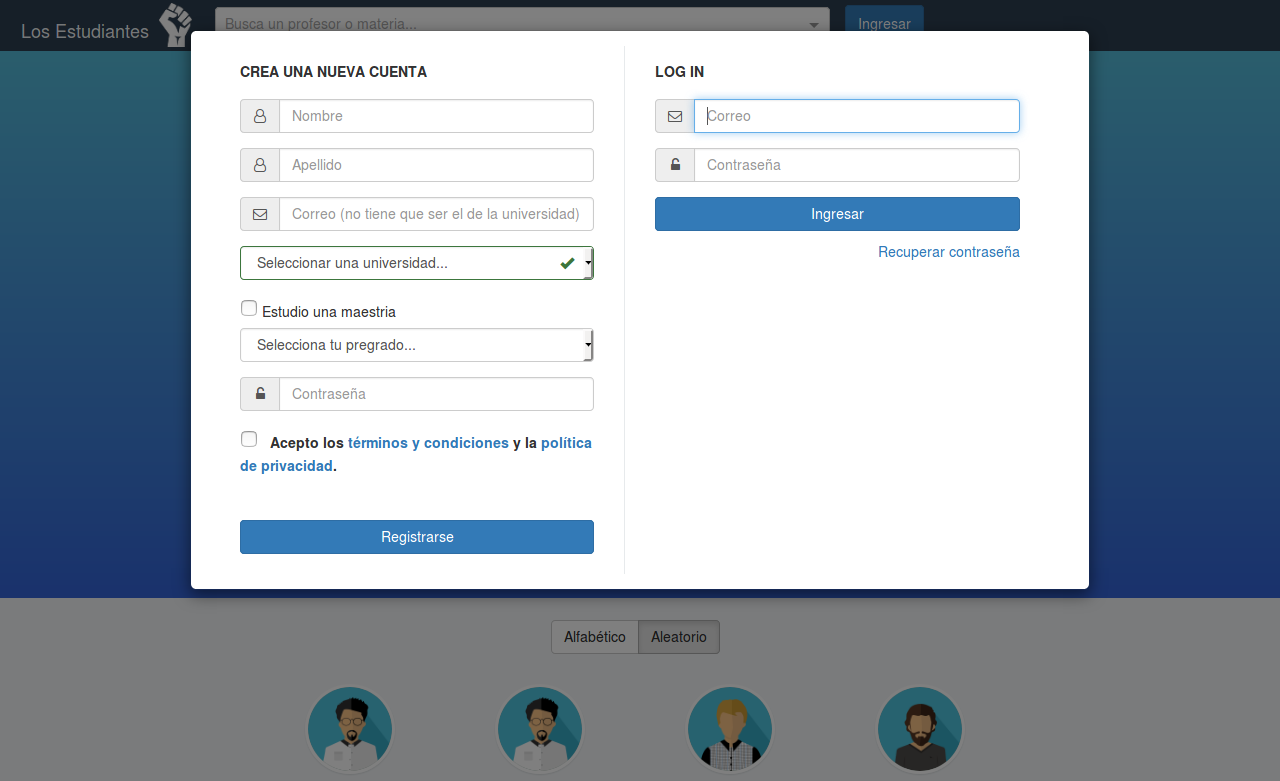 Los Estudiantes
Busca un profesor o materia...
Ingresar
CREA UNA NUEVA CUENTA
Nombre
Apellido
Correo (no tiene que ser el de la universidad)
Seleccionar una universidad...
Estudio una maestria
Selecciona tu pregrado...
Contraseña
Acepto los términos y condiciones y la política
de privacidad.
Registrarse
LOG IN
Correo
Contraseña
Ingresar
Recuperar contraseña
Alfabético
Aleatorio